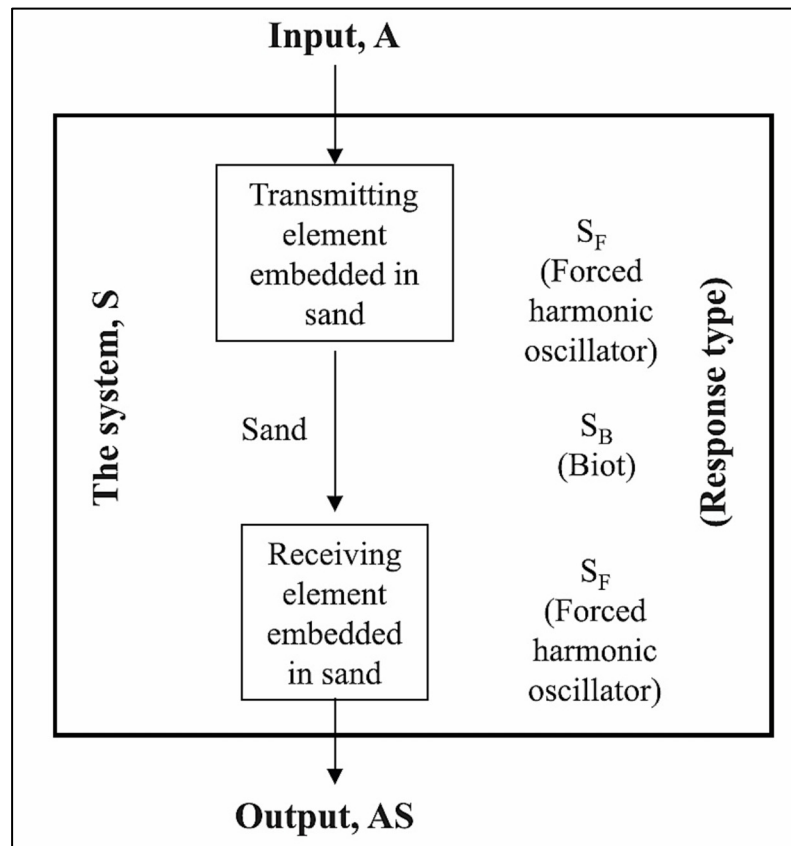 Input, A
Transmitting
element
embedded in
sand
S_F
(Forced
harmonic
oscillator)
The system, S
(Response type)
Sand
S_B
(Biot)
Receiving
element
embedded
in sand
S_F
(Forced
harmonic
oscillator)
Output, AS